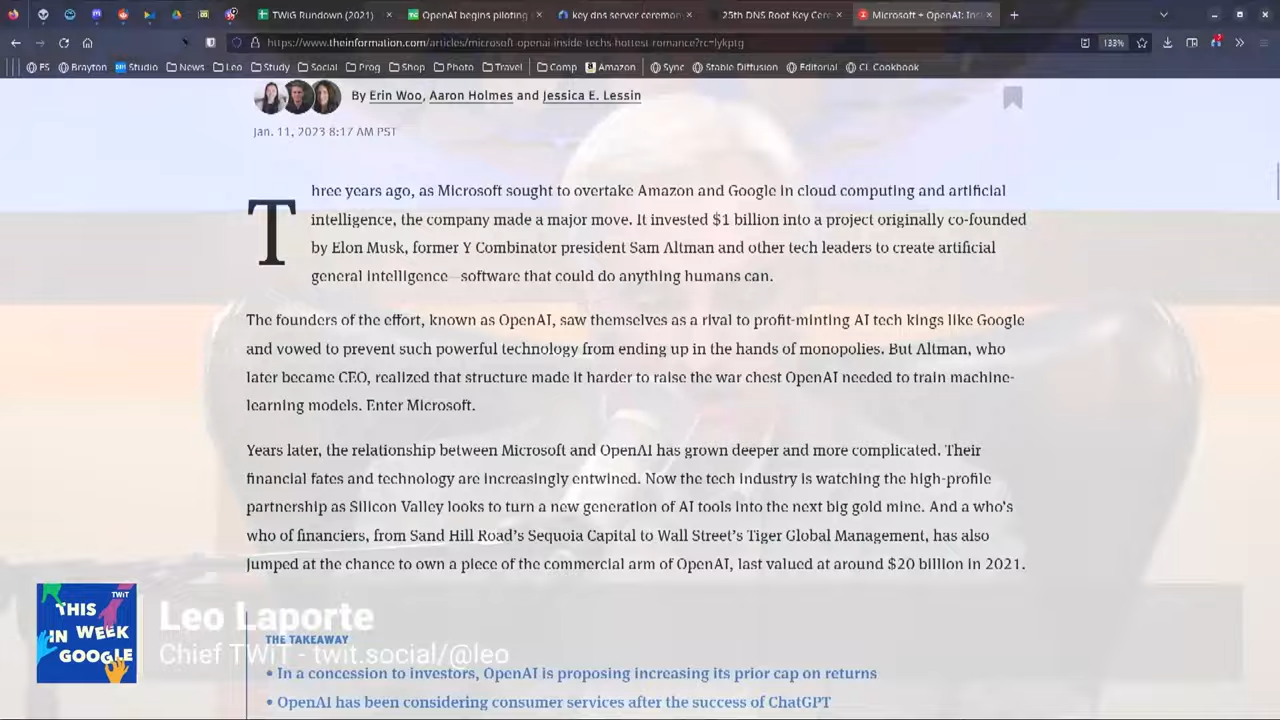 TWiG Rundown (2021)
OpenAI begins piloting
key dns server ceremon
25th DNS Root Key Cere
Microsoft + OpenAI: Ins
https://www.theinformation.com/articles/microsoft-openai-inside-techs-hottest-romance?rc=lykptg
133%
FS Brayton Studio News Leo Study Social Prog Shop Photo Travel Comp Amazon Sync Stable Diffusion Editorial CL Cookbook
By Erin Woo, Aaron Holmes and Jessica E. Lessin
Jan. 11, 2023 8:17 AM PST
Three years ago, as Microsoft sought to overtake Amazon and Google in cloud computing and artificial
intelligence, the company made a major move. It invested $1 billion into a project originally co-founded
by Elon Musk, former Y Combinator president Sam Altman and other tech leaders to create artificial
general intelligence—software that could do anything humans can.
The founders of the effort, known as OpenAI, saw themselves as a rival to profit-minting AI tech kings like Google
and vowed to prevent such powerful technology from ending up in the hands of monopolies. But Altman, who
later became CEO, realized that structure made it harder to raise the war chest OpenAI needed to train machine-
learning models. Enter Microsoft.
Years later, the relationship between Microsoft and OpenAI has grown deeper and more complicated. Their
financial fates and technology are increasingly entwined. Now the tech industry is watching the high-profile
partnership as Silicon Valley looks to turn a new generation of AI tools into the next big gold mine. And a who's
who of financiers, from Sand Hill Road's Sequoia Capital to Wall Street's Tiger Global Management, has also
jumped at the chance to own a piece of the commercial arm of OpenAI, last valued at around $20 billion in 2021.
TWiT
THIS
IN WEEK
GOOGLE
Leo Laporte
Chief TWiT - twit.social/@leo
THE TAKEAWAY
• In a concession to investors, OpenAI is proposing increasing its prior cap on returns
• OpenAI has been considering consumer services after the success of ChatGPT